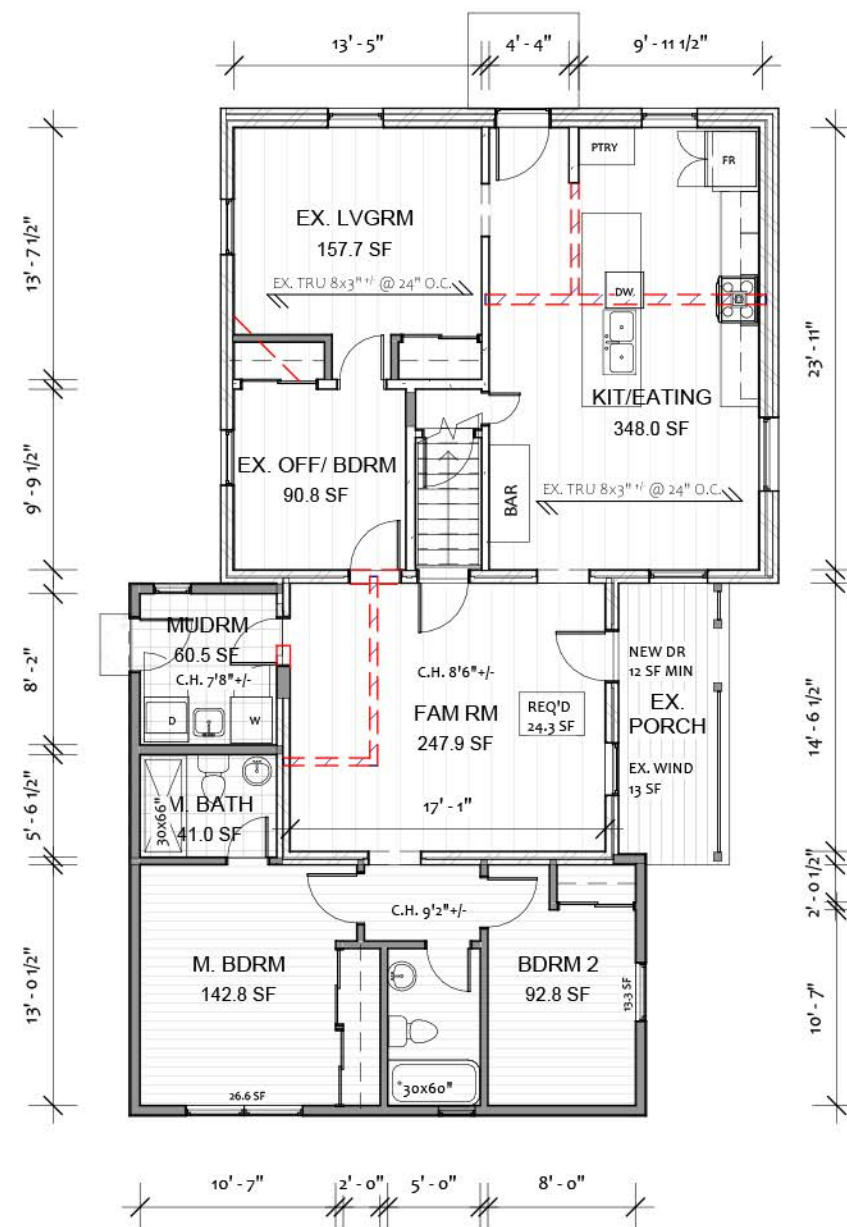 13' - 5"
4' - 4"
9' - 11 1/2"
PTRY
FR
EX. LVGRM
157.7 SF
13' - 7 1/2"
EX. TRU 8x3" +/- @ 24" O.C.
DW
23' - 11"
KIT/EATING
348.0 SF
9' - 9 1/2"
EX. OFF/ BDRM
90.8 SF
BAR
EX. TRU 8x3" +/- @ 24" O.C.
MUDRM
60.5 SF
C.H. 7'8"+/-
8' - 2"
D
W
C.H. 8'6"+/-
FAM RM
247.9 SF
REQ'D
24.3 SF
NEW DR
12 SF MIN
EX.
PORCH
EX. WIND
13 SF
14' - 6 1/2"
5' - 6 1/2"
30x66"
M. BATH
41.0 SF
17' - 1"
2' - 0 1/2"
C.H. 9'2"+/-
M. BDRM
142.8 SF
BDRM 2
92.8 SF
13.3 SF
13' - 0 1/2"
10' - 7"
26.6 SF
"30x60"
10' - 7"
2' - 0"
5' - 0"
8' - 0"